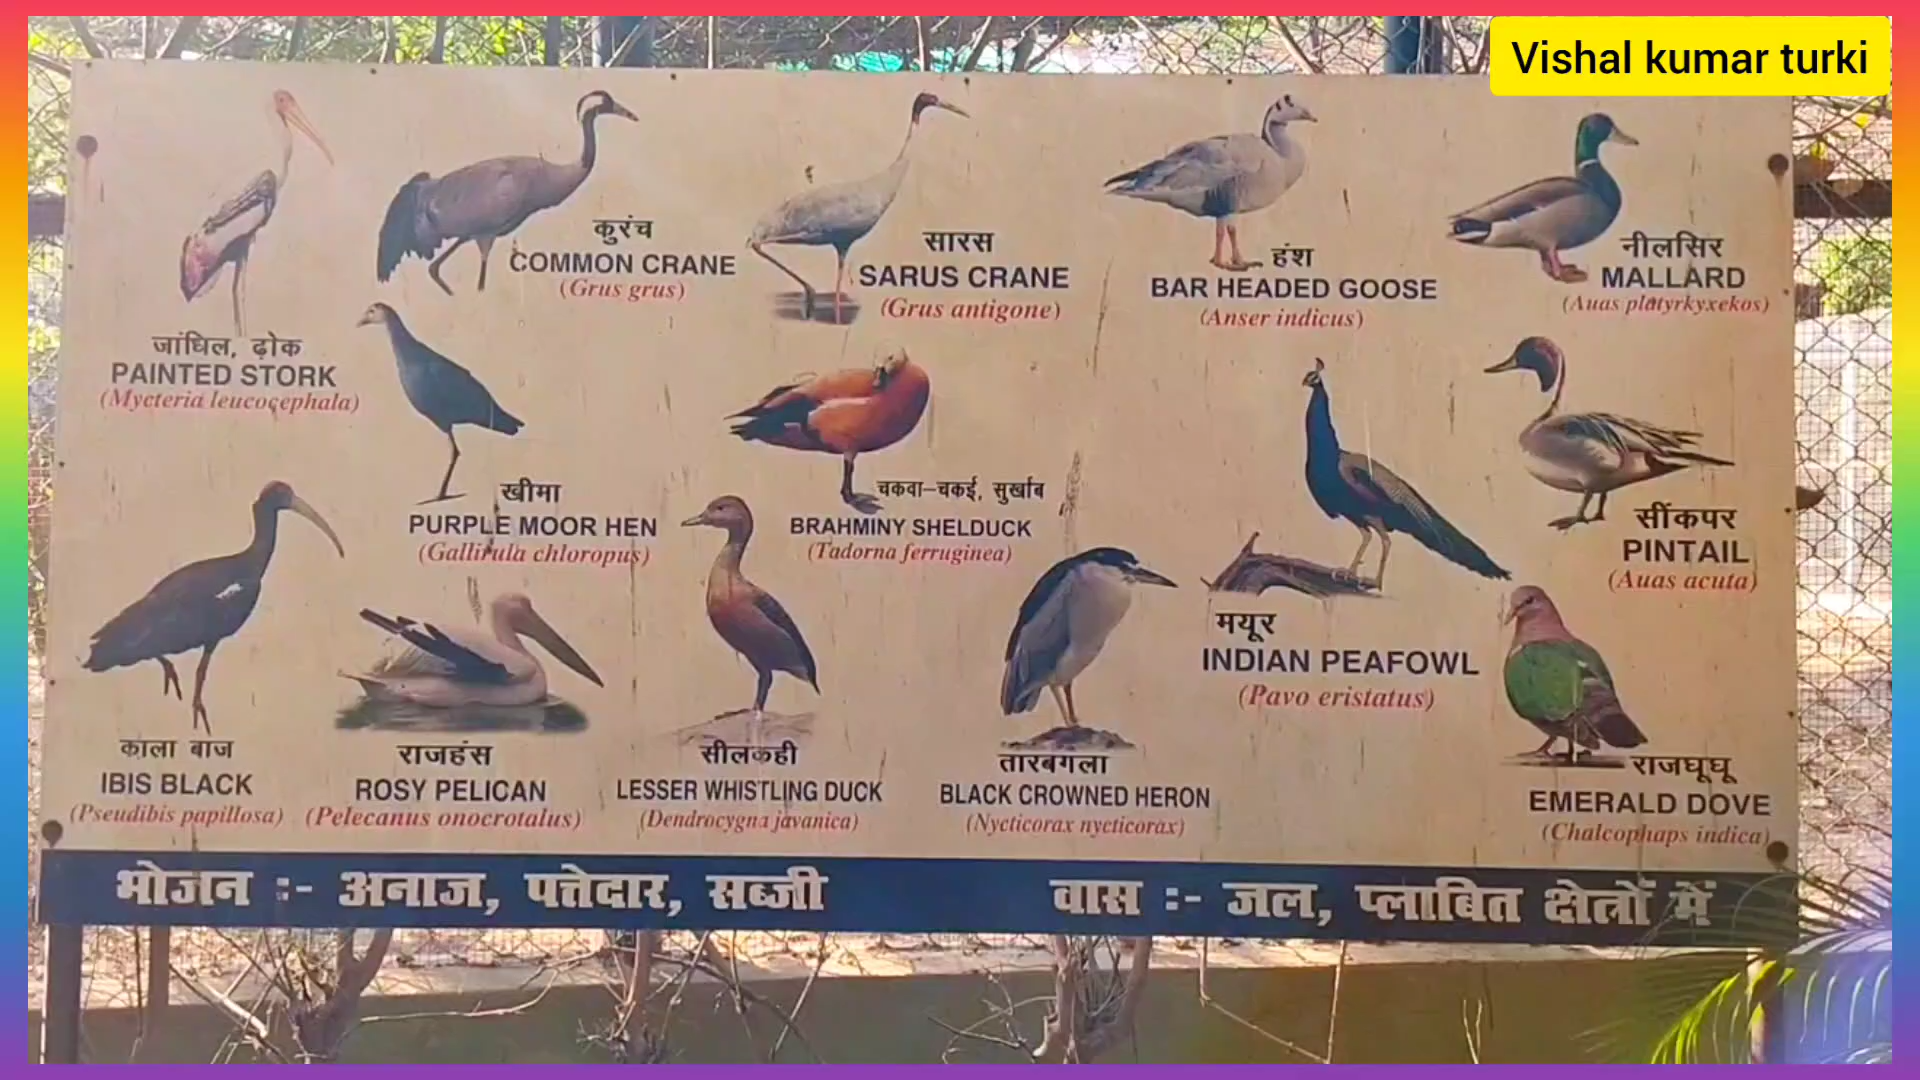 Vishal kumar turki
जांघिल, ढ़ोक
PAINTED STORK
(Mycteria leucocephala)
कुरंच
COMMON CRANE
(Grus grus)
सारस
SARUS CRANE
(Grus antigone)
हंश
BAR HEADED GOOSE
(Anser indicus)
नीलसिर
MALLARD
(Auas platyrkyxekos)
खीमा
PURPLE MOOR HEN
(Gallirula chloropus)
चकवा-चकई, सुर्खाब
BRAHMINY SHELDUCK
(Tadorna ferruginea)
मयूर
INDIAN PEAFOWL
(Pavo eristatus)
सींकपर
PINTAIL
(Auas acuta)
काला बाज
IBIS BLACK
(Pseudibis papillosa)
राजहंस
ROSY PELICAN
(Pelecanus onocrotalus)
सीलकही
LESSER WHISTLING DUCK
(Dendrocygna javanica)
तारबगला
BLACK CROWNED HERON
(Nycticorax nycticorax)
राजघूघू
EMERALD DOVE
(Chalcophaps indica)
भोजन :- अनाज, पत्तेदार, सब्जी
वास :- जल, प्लाबित क्षेत्रों में